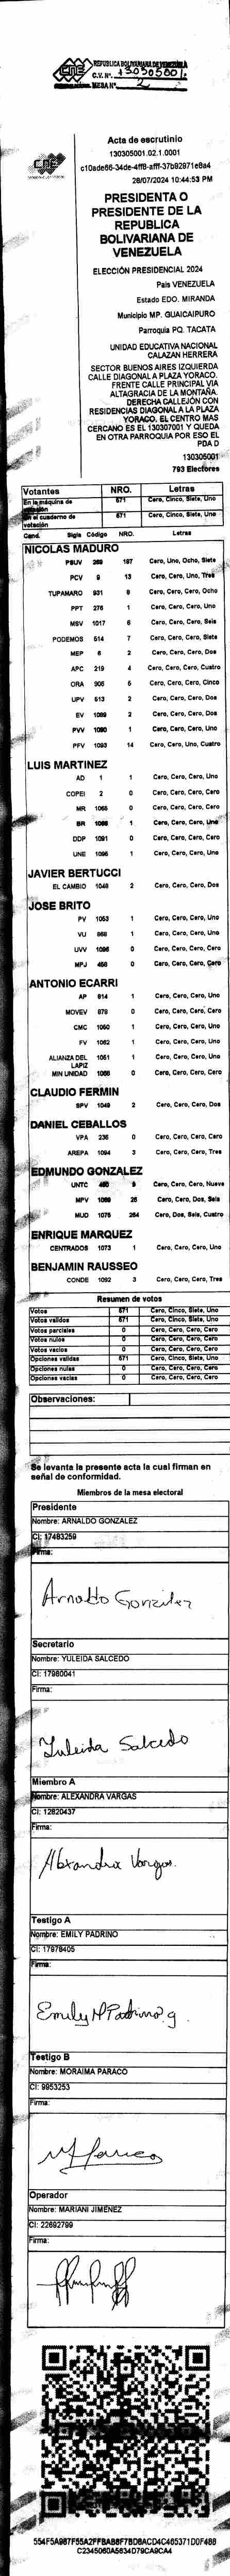 REPUBLICA BOLIVARIANA DE VENEZUELA
C.V. Nº. 130305001.
MESA Nº 2
CNE
Acta de escrutinio
130305001.02.1.0001
c10ade66-34de-4ff8-afff-37b92971e8a4
28/07/2024 10:44:53 PM
PRESIDENTA O
PRESIDENTE DE LA
REPUBLICA
BOLIVARIANA DE
VENEZUELA
ELECCIÓN PRESIDENCIAL 2024
País VENEZUELA
Estado EDO. MIRANDA
Municipio MP. GUAICAIPURO
Parroquia PQ. TACATA
UNIDAD EDUCATIVA NACIONAL
CALAZAN HERRERA
SECTOR BUENOS AIRES IZQUIERDA
CALLE DIAGONAL A PLAZA YORACO.
FRENTE CALLE PRINCIPAL VIA
ALTAGRACIA DE LA MONTAÑA.
DERECHA CALLEJÓN CON
RESIDENCIAS DIAGONAL A LA PLAZA
YORACO. EL CENTRO MAS
CERCANO ES EL 130307001 Y QUEDA
EN OTRA PARROQUIA POR ESO EL
PDA D
130305001
793 Electores
Votantes NRO. Letras
En la máquina de votación 671 Cero, Cinco, Siete, Uno
en el cuaderno de votación 671 Cero, Cinco, Siete, Uno
Cand. Sigla Código NRO. Letras
NICOLAS MADURO
PSUV 269 187 Cero, Uno, Ocho, Siete
PCV 9 13 Cero, Cero, Uno, Tres
TUPAMARO 931 8 Cero, Cero, Cero, Ocho
PPT 276 1 Cero, Cero, Cero, Uno
MSV 1017 6 Cero, Cero, Cero, Seis
PODEMOS 514 7 Cero, Cero, Cero, Siete
MEP 6 2 Cero, Cero, Cero, Dos
APC 219 4 Cero, Cero, Cero, Cuatro
ORA 906 5 Cero, Cero, Cero, Cinco
UPV 513 2 Cero, Cero, Cero, Dos
EV 1089 2 Cero, Cero, Cero, Dos
PVV 1090 1 Cero, Cero, Cero, Uno
PFV 1093 14 Cero, Cero, Uno, Cuatro
LUIS MARTINEZ
AD 1 1 Cero, Cero, Cero, Uno
COPEI 2 0 Cero, Cero, Cero, Cero
MR 1065 0 Cero, Cero, Cero, Cero
BR 1088 1 Cero, Cero, Cero, Uno
DDP 1091 0 Cero, Cero, Cero, Cero
UNE 1096 1 Cero, Cero, Cero, Uno
JAVIER BERTUCCI
EL CAMBIO 1048 2 Cero, Cero, Cero, Dos
JOSE BRITO
PV 1053 1 Cero, Cero, Cero, Uno
VU 868 1 Cero, Cero, Cero, Uno
UVV 1095 0 Cero, Cero, Cero, Cero
MPJ 458 0 Cero, Cero, Cero, Cero
ANTONIO ECARRI
AP 814 1 Cero, Cero, Cero, Uno
MOVEV 879 0 Cero, Cero, Cero, Cero
CMC 1060 1 Cero, Cero, Cero, Uno
FV 1062 1 Cero, Cero, Cero, Uno
ALIANZA DEL LAPIZ 1051 1 Cero, Cero, Cero, Uno
MIN UNIDAD 1066 0 Cero, Cero, Cero, Cero
CLAUDIO FERMIN
SPV 1049 2 Cero, Cero, Cero, Dos
DANIEL CEBALLOS
VPA 236 0 Cero, Cero, Cero, Cero
AREPA 1094 3 Cero, Cero, Cero, Tres
EDMUNDO GONZALEZ
UNTC 460 9 Cero, Cero, Cero, Nueve
MPV 1069 26 Cero, Cero, Dos, Seis
MUD 1075 264 Cero, Dos, Seis, Cuatro
ENRIQUE MARQUEZ
CENTRADOS 1073 1 Cero, Cero, Cero, Uno
BENJAMIN RAUSSEO
CONDE 1092 3 Cero, Cero, Cero, Tres
Resumen de votos
Votos 571 Cero, Cinco, Siete, Uno
Votos validos 571 Cero, Cinco, Siete, Uno
Votos parciales 0 Cero, Cero, Cero, Cero
Votos nulos 0 Cero, Cero, Cero, Cero
Votos vacios 0 Cero, Cero, Cero, Cero
Opciones validas 571 Cero, Cinco, Siete, Uno
Opciones nulas 0 Cero, Cero, Cero, Cero
Opciones vacias 0 Cero, Cero, Cero, Cero
Observaciones:
Se levanta la presente acta la cual firman en
señal de conformidad.
Miembros de la mesa electoral
Presidente
Nombre: ARNALDO GONZALEZ
CI: 17483259
Firma:
Arnaldo Gonzalez
Secretario
Nombre: YULEIDA SALCEDO
CI: 17980041
Firma:
Yuleida Salcedo
Miembro A
Nombre: ALEXANDRA VARGAS
CI: 12820437
Firma:
Alexandra Vargas.
Testigo A
Nombre: EMILY PADRINO
CI: 17978405
Firma:
Emily Padrino g.
Testigo B
Nombre: MORAIMA PARACO
CI: 9953253
Firma:
Operador
Nombre: MARIANI JIMENEZ
CI: 22692799
Firma:
554F5A987F55A2FFBAB8F7BD8ACD4C465371D0F488
C2345060A5634D79CA9CA4